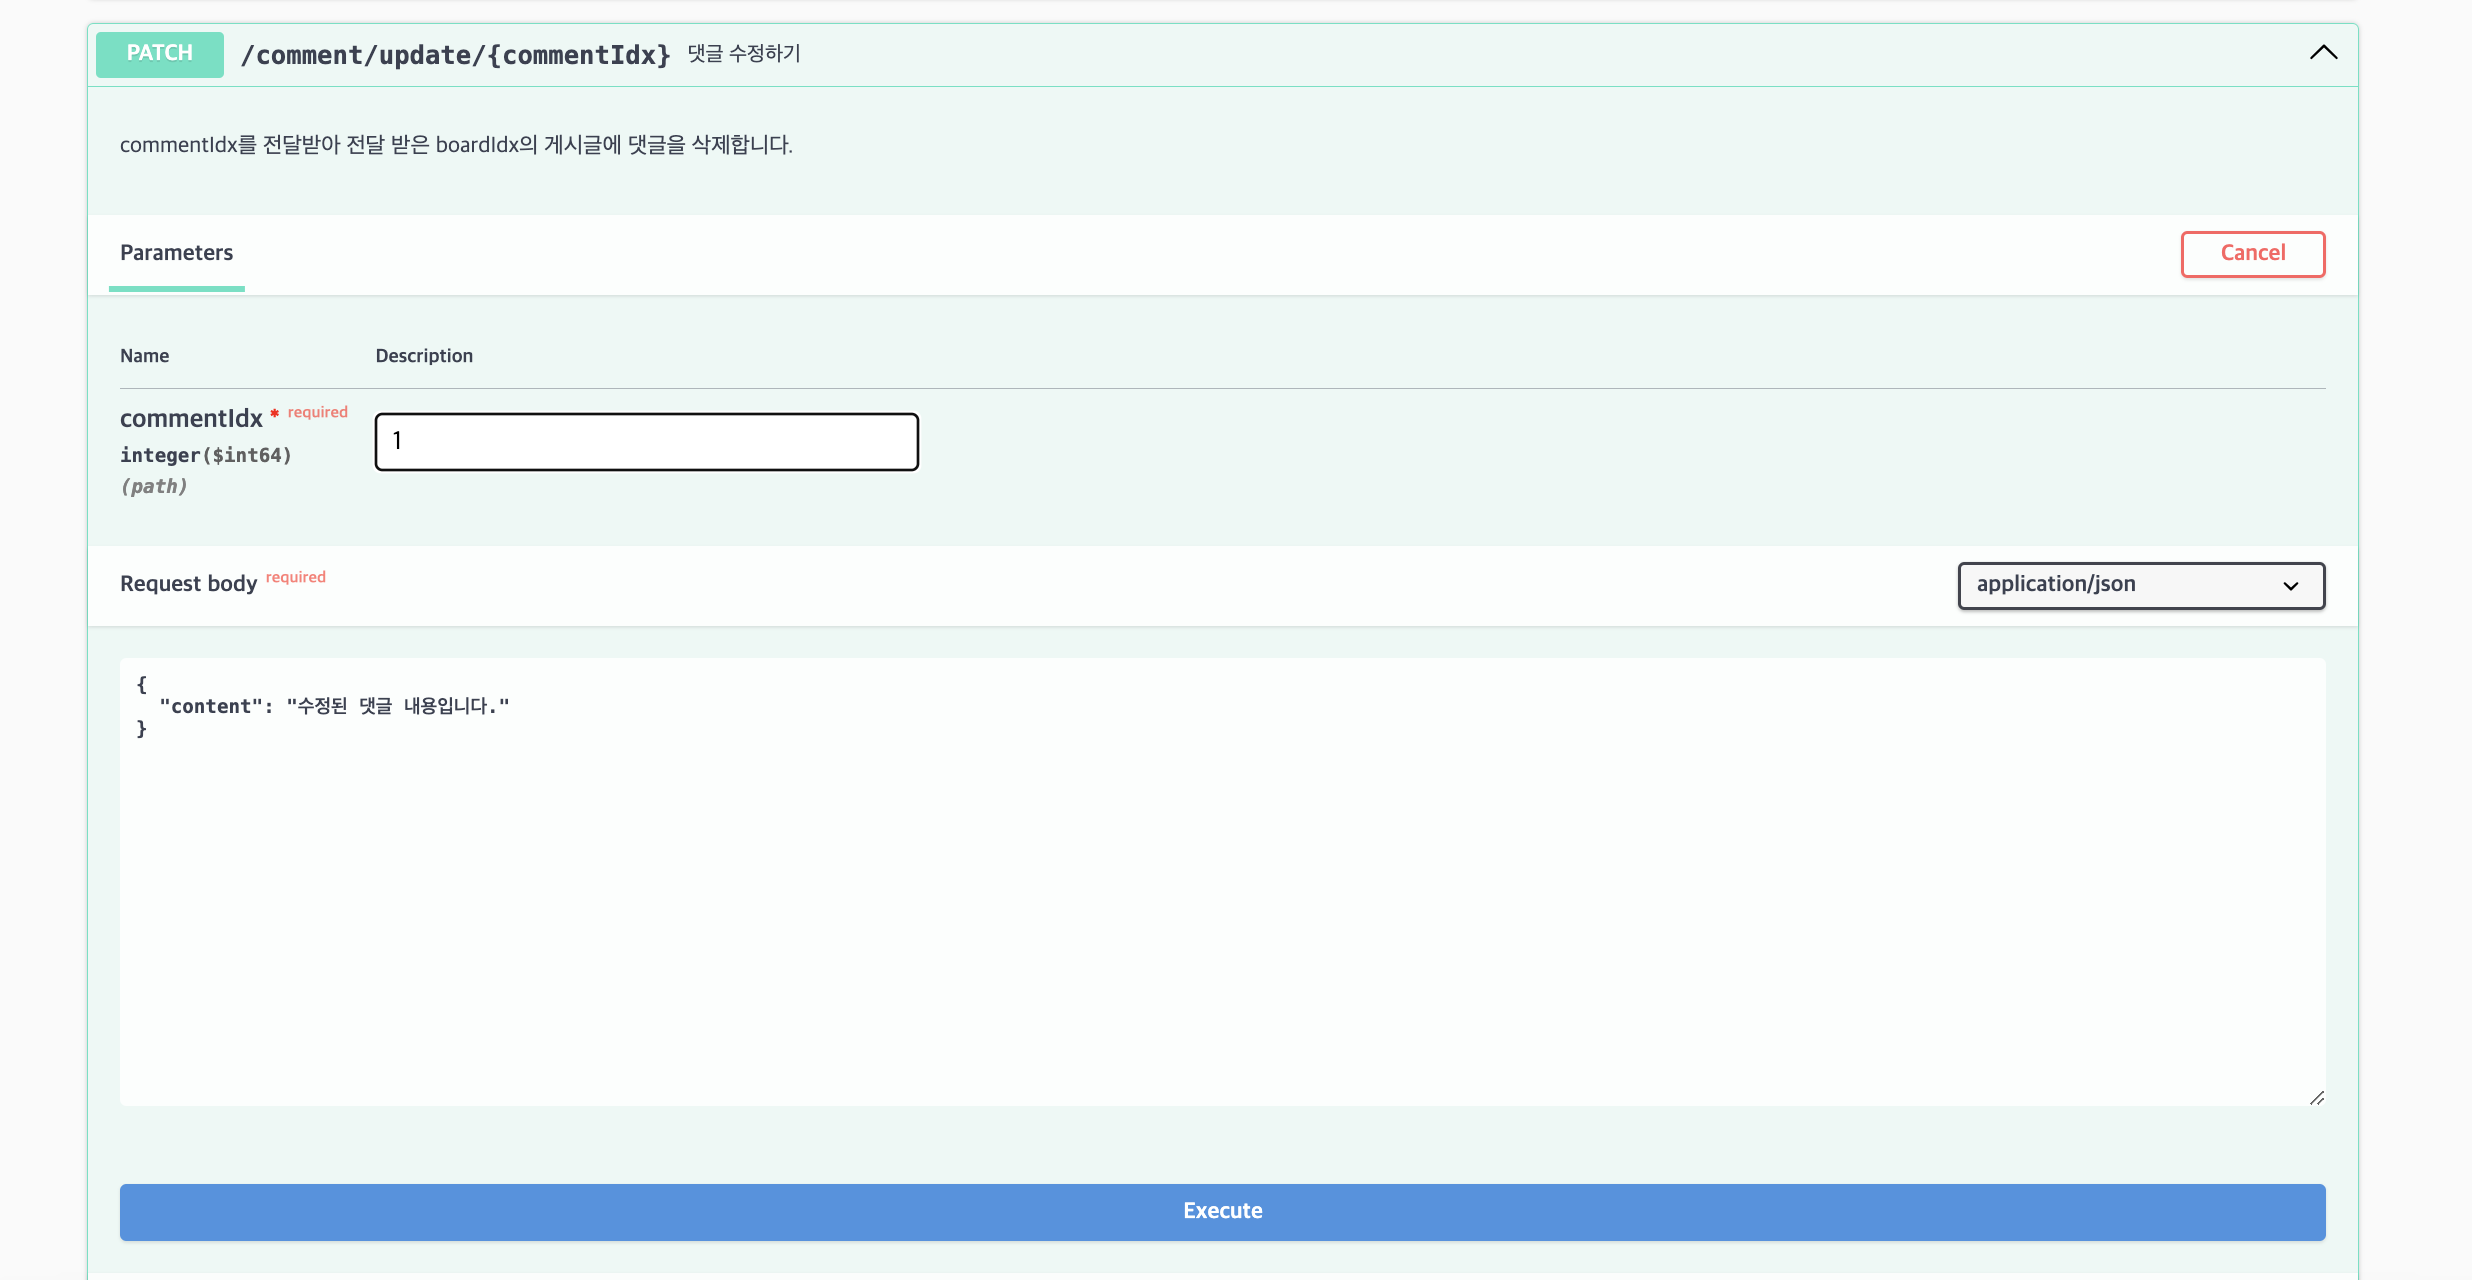 PATCH /comment/update/{commentIdx} 댓글 수정하기
commentIdx를 전달받아 전달 받은 boardIdx의 게시글에 댓글을 삭제합니다.
Parameters
Cancel
Name Description
commentIdx * required
integer($int64)
(path)
1
Request body required
application/json
{
  "content": "수정된 댓글 내용입니다."
}
Execute